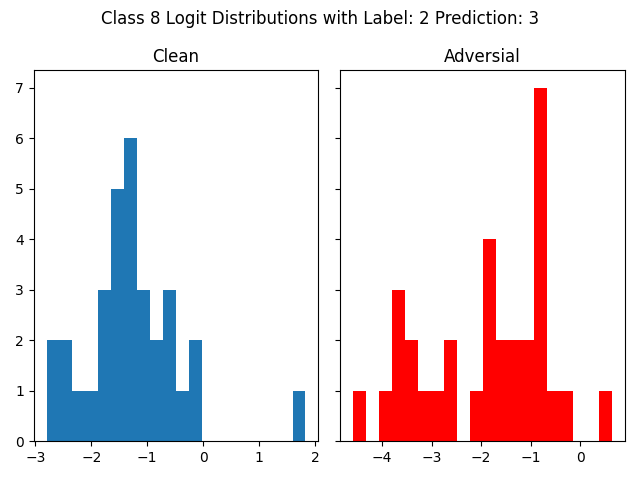 Class 8 Logit Distributions with Label: 2 Prediction: 3
Clean
Adversial
7
6
5
4
3
2
1
0
−3 −2 −1 0 1 2
−4 −3 −2 −1 0